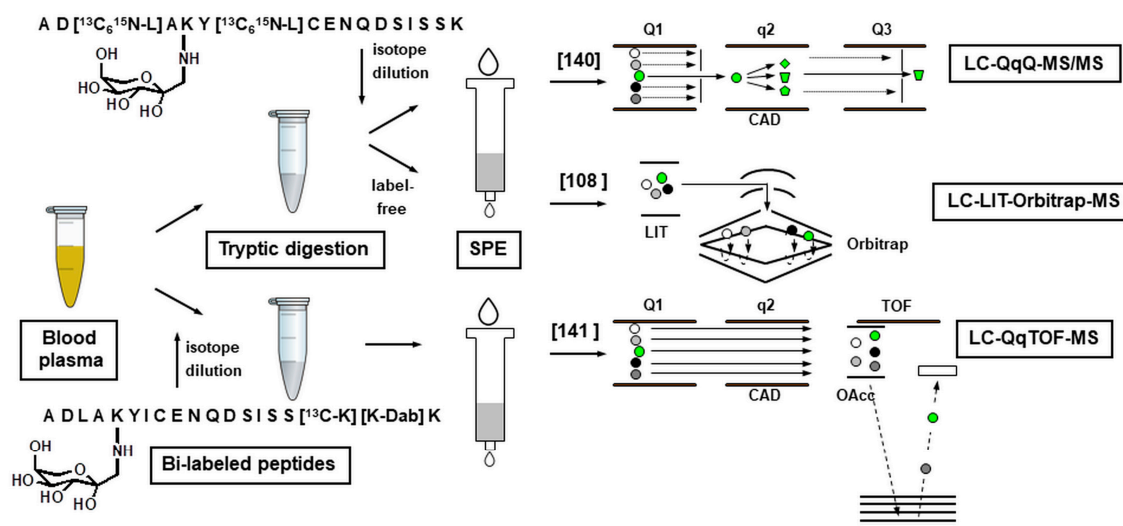 A D [¹³C₆¹⁵N-L] A K Y [¹³C₆¹⁵N-L] C E N Q D S I S S K
NH
OH
O
HO
HO
HO
HO
isotope
dilution
label-
free
Tryptic digestion
SPE
Blood
plasma
isotope
dilution
A D L A K Y I C E N Q D S I S S [¹³C-K] [K-Dab] K
NH
OH
O
HO
HO
HO
HO
Bi-labeled peptides
[140]
Q1
q2
Q3
CAD
LC-QqQ-MS/MS
[108 ]
LIT
Orbitrap
LC-LIT-Orbitrap-MS
[141 ]
Q1
q2
TOF
CAD
OAcc
LC-QqTOF-MS